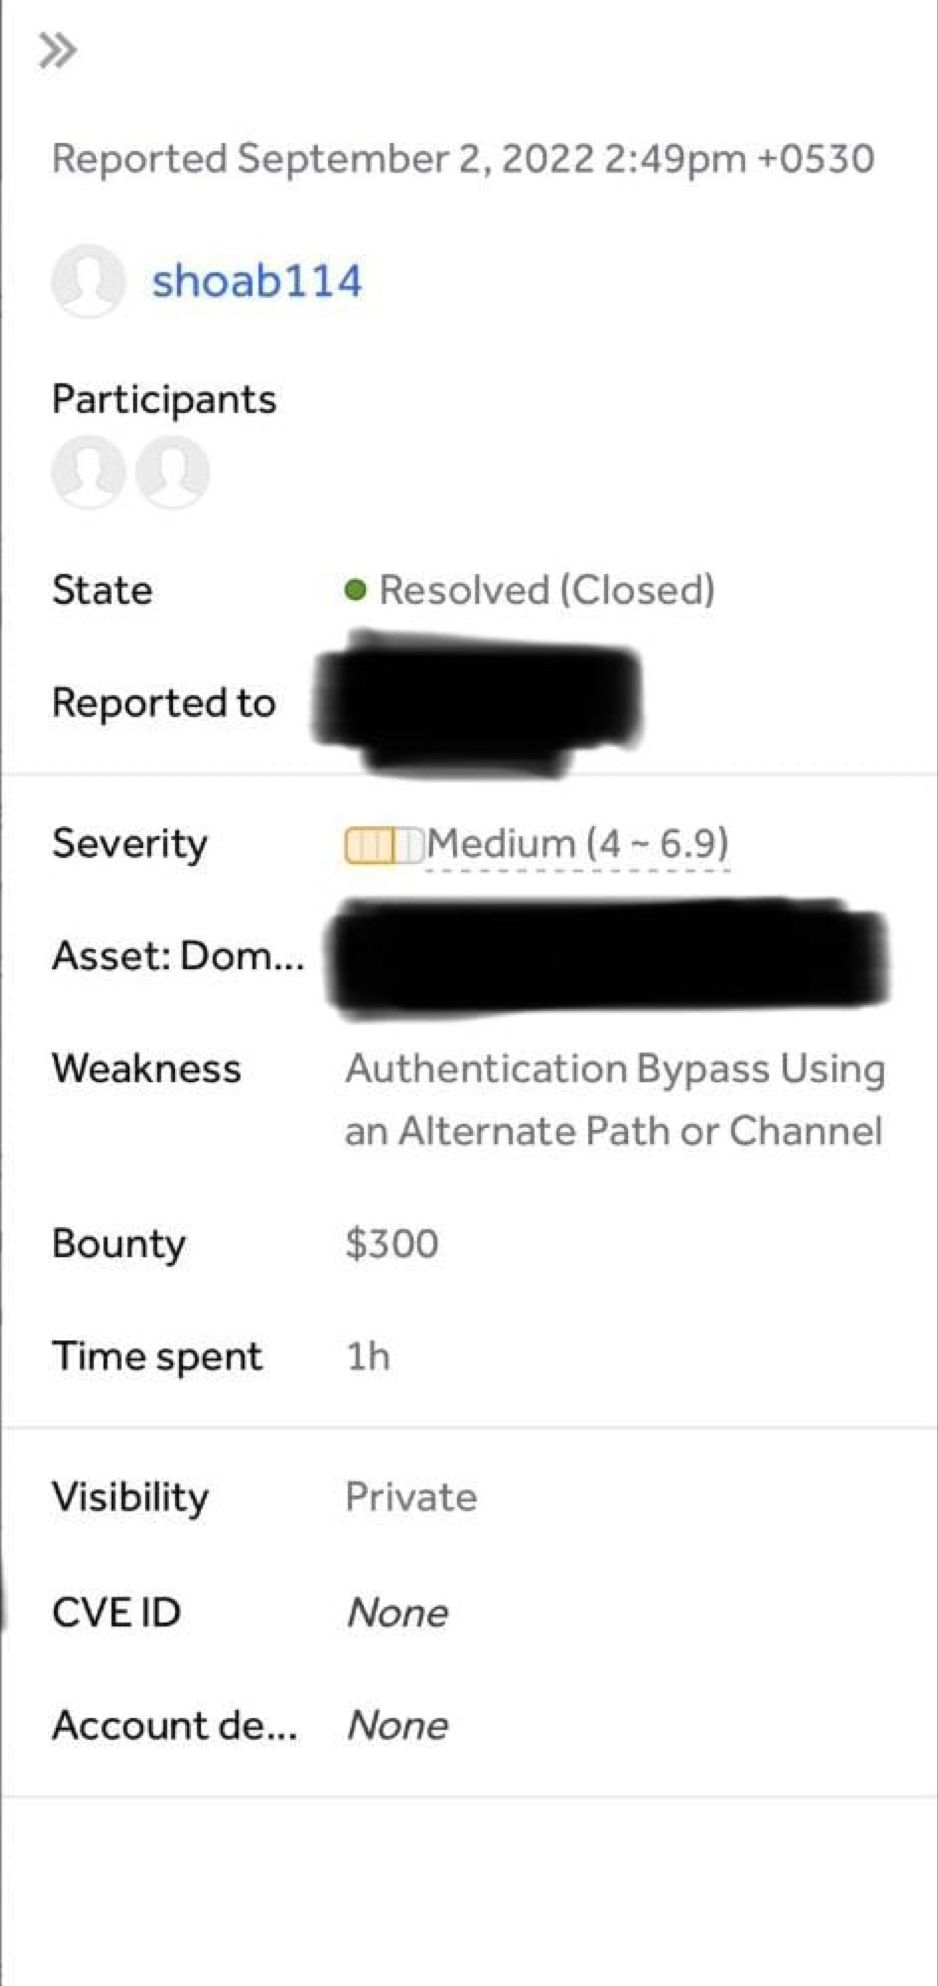 Reported September 2, 2022 2:49pm +0530
shoab114
Participants
State Resolved (Closed)
Reported to
Severity Medium (4 ~ 6.9)
Asset: Dom...
Weakness Authentication Bypass Using
an Alternate Path or Channel
Bounty $300
Time spent 1h
Visibility Private
CVE ID None
Account de... None